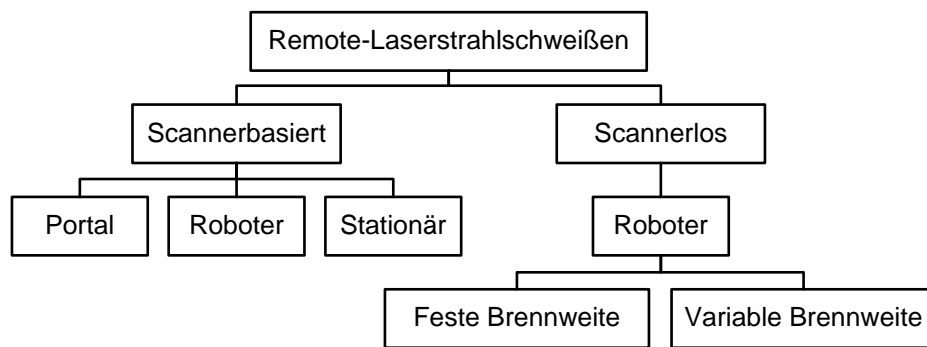 Remote-Laserstrahlschweißen
Scannerbasiert
Scannerlos
Portal
Roboter
Stationär
Roboter
Feste Brennweite
Variable Brennweite